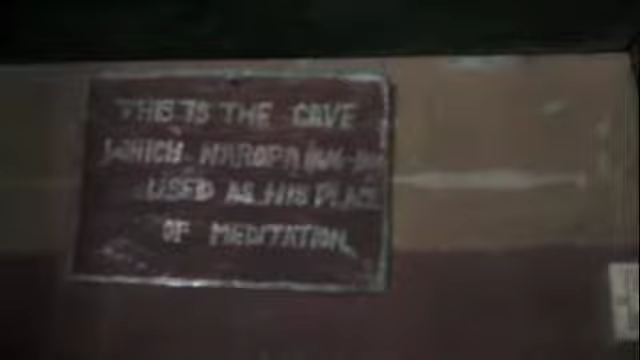 THIS IS THE CAVE
WHICH NAROPA
USED AS HIS PLACE
OF MEDITATION